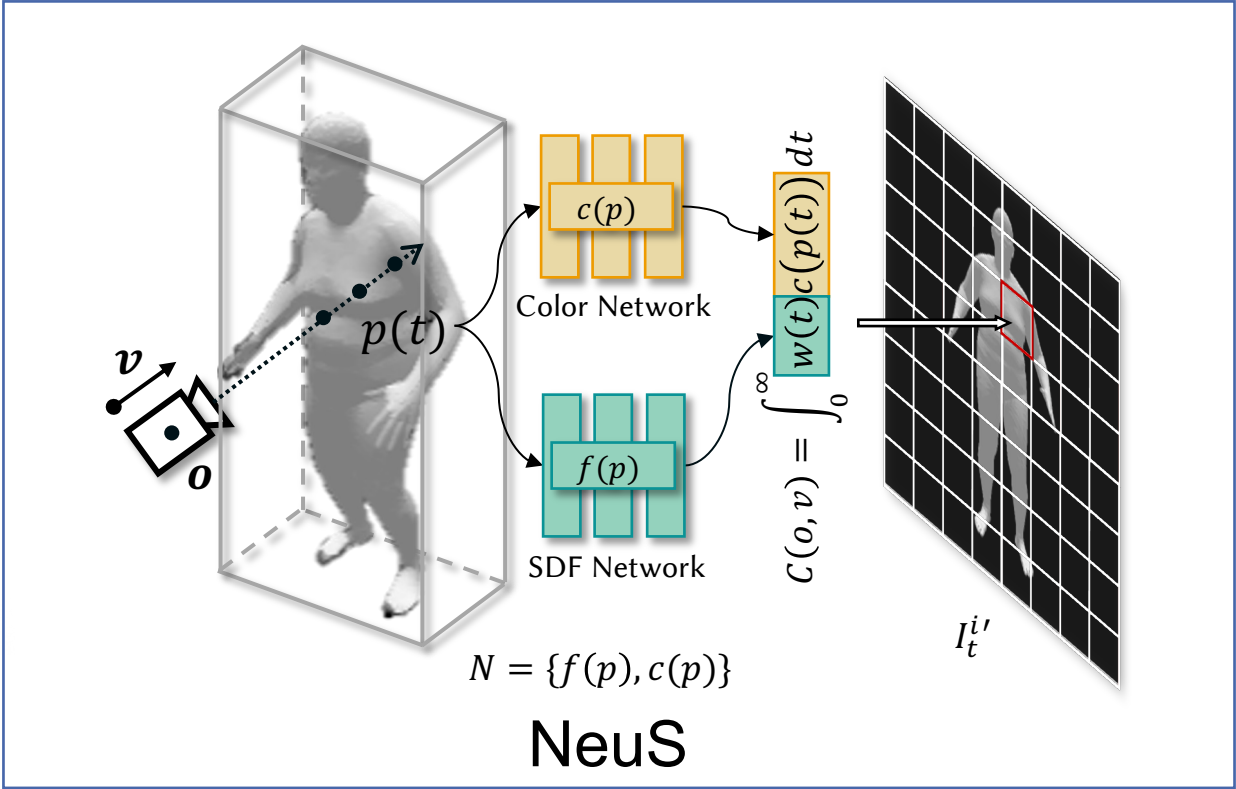 v
o
p(t)
c(p)
Color Network
f(p)
SDF Network
C(o, v) = ∫₀^∞ w(t)c(p(t))dt
I_t^{i′}
N = {f(p), c(p)}
NeuS